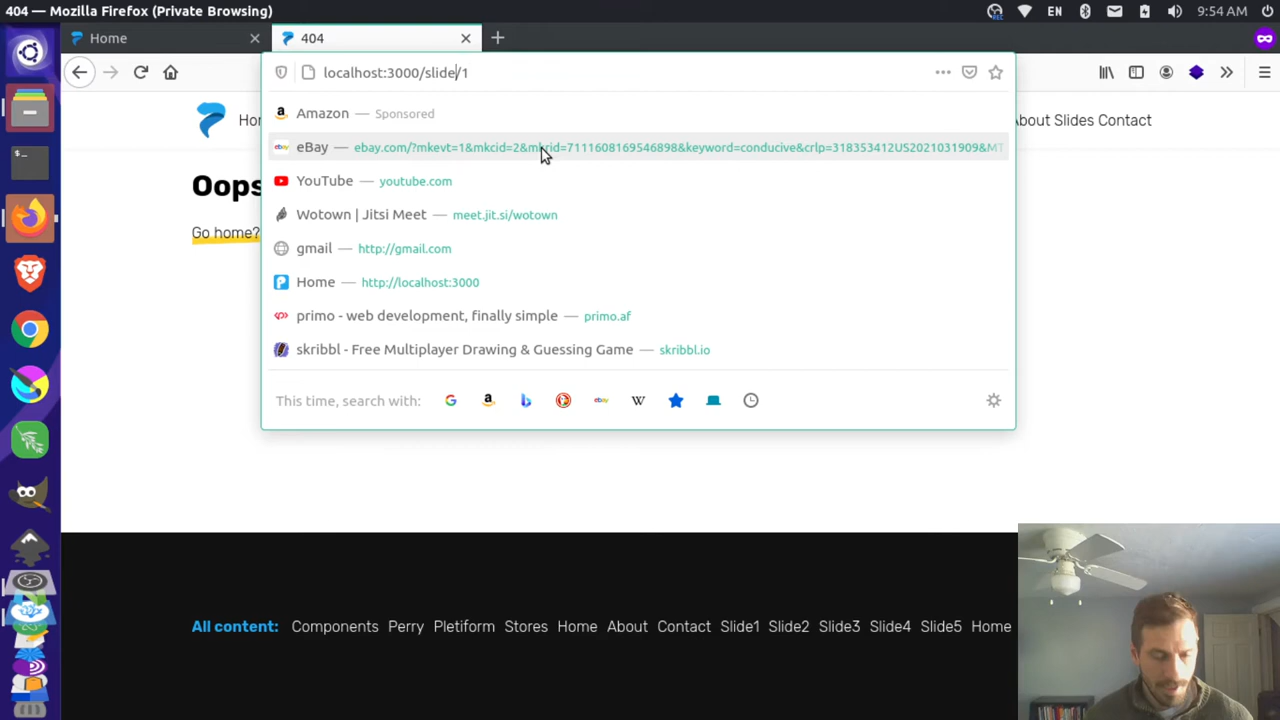 404 — Mozilla Firefox (Private Browsing)
EN
9:54 AM
Home
404
localhost:3000/slide/1
Amazon — Sponsored
eBay — ebay.com/?mkevt=1&mkcid=2&mkrid=7111608169546898&keyword=conducive&crlp=318353412US2021031909&MT
YouTube — youtube.com
Wotown | Jitsi Meet — meet.jit.si/wotown
gmail — http://gmail.com
Home — http://localhost:3000
primo - web development, finally simple — primo.af
skribbl - Free Multiplayer Drawing & Guessing Game — skribbl.io
This time, search with:
About Slides Contact
Oops
Go home?
All content: Components Perry Pletiform Stores Home About Contact Slide1 Slide2 Slide3 Slide4 Slide5 Home